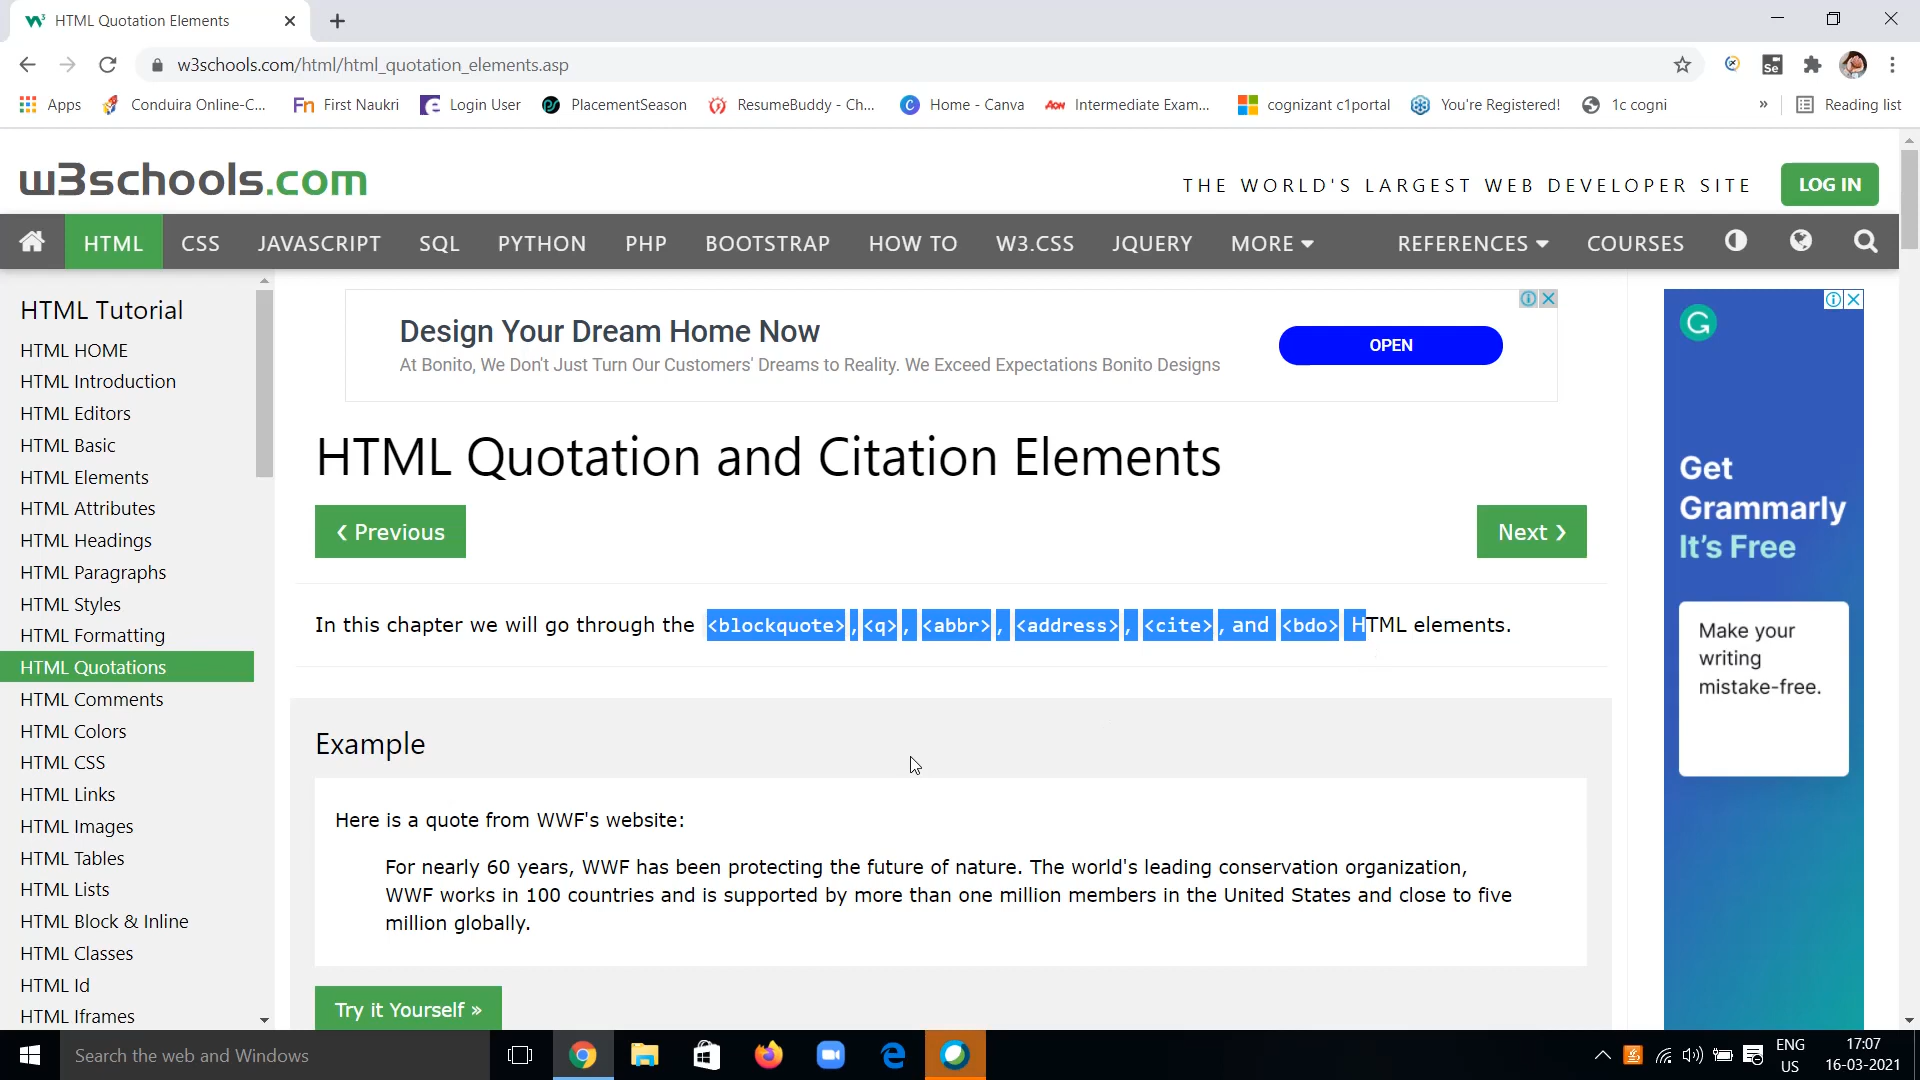 HTML Quotation Elements
w3schools.com/html/html_quotation_elements.asp
Se
Apps
Conduira Online-C...
Fn First Naukri
Login User
PlacementSeason
ResumeBuddy - Ch...
C Home - Canva
AON Intermediate Exam...
cognizant c1portal
You're Registered!
1c cogni
»
Reading list
w3schools.com
THE WORLD'S LARGEST WEB DEVELOPER SITE
LOG IN
HTML
CSS
JAVASCRIPT
SQL
PYTHON
PHP
BOOTSTRAP
HOW TO
W3.CSS
JQUERY
MORE
REFERENCES
COURSES
HTML Tutorial
HTML HOME
HTML Introduction
HTML Editors
HTML Basic
HTML Elements
HTML Attributes
HTML Headings
HTML Paragraphs
HTML Styles
HTML Formatting
HTML Quotations
HTML Comments
HTML Colors
HTML CSS
HTML Links
HTML Images
HTML Tables
HTML Lists
HTML Block & Inline
HTML Classes
HTML Id
HTML Iframes
Design Your Dream Home Now
At Bonito, We Don't Just Turn Our Customers' Dreams to Reality. We Exceed Expectations Bonito Designs
OPEN
HTML Quotation and Citation Elements
❮ Previous
Next ❯
In this chapter we will go through the <blockquote>,<q>, <abbr>, <address>, <cite>, and <bdo> HTML elements.
Example
Here is a quote from WWF's website:
For nearly 60 years, WWF has been protecting the future of nature. The world's leading conservation organization,
WWF works in 100 countries and is supported by more than one million members in the United States and close to five
million globally.
Try it Yourself »
Get
Grammarly
It's Free
Make your
writing
mistake-free.
Search the web and Windows
ENG
US
17:07
16-03-2021